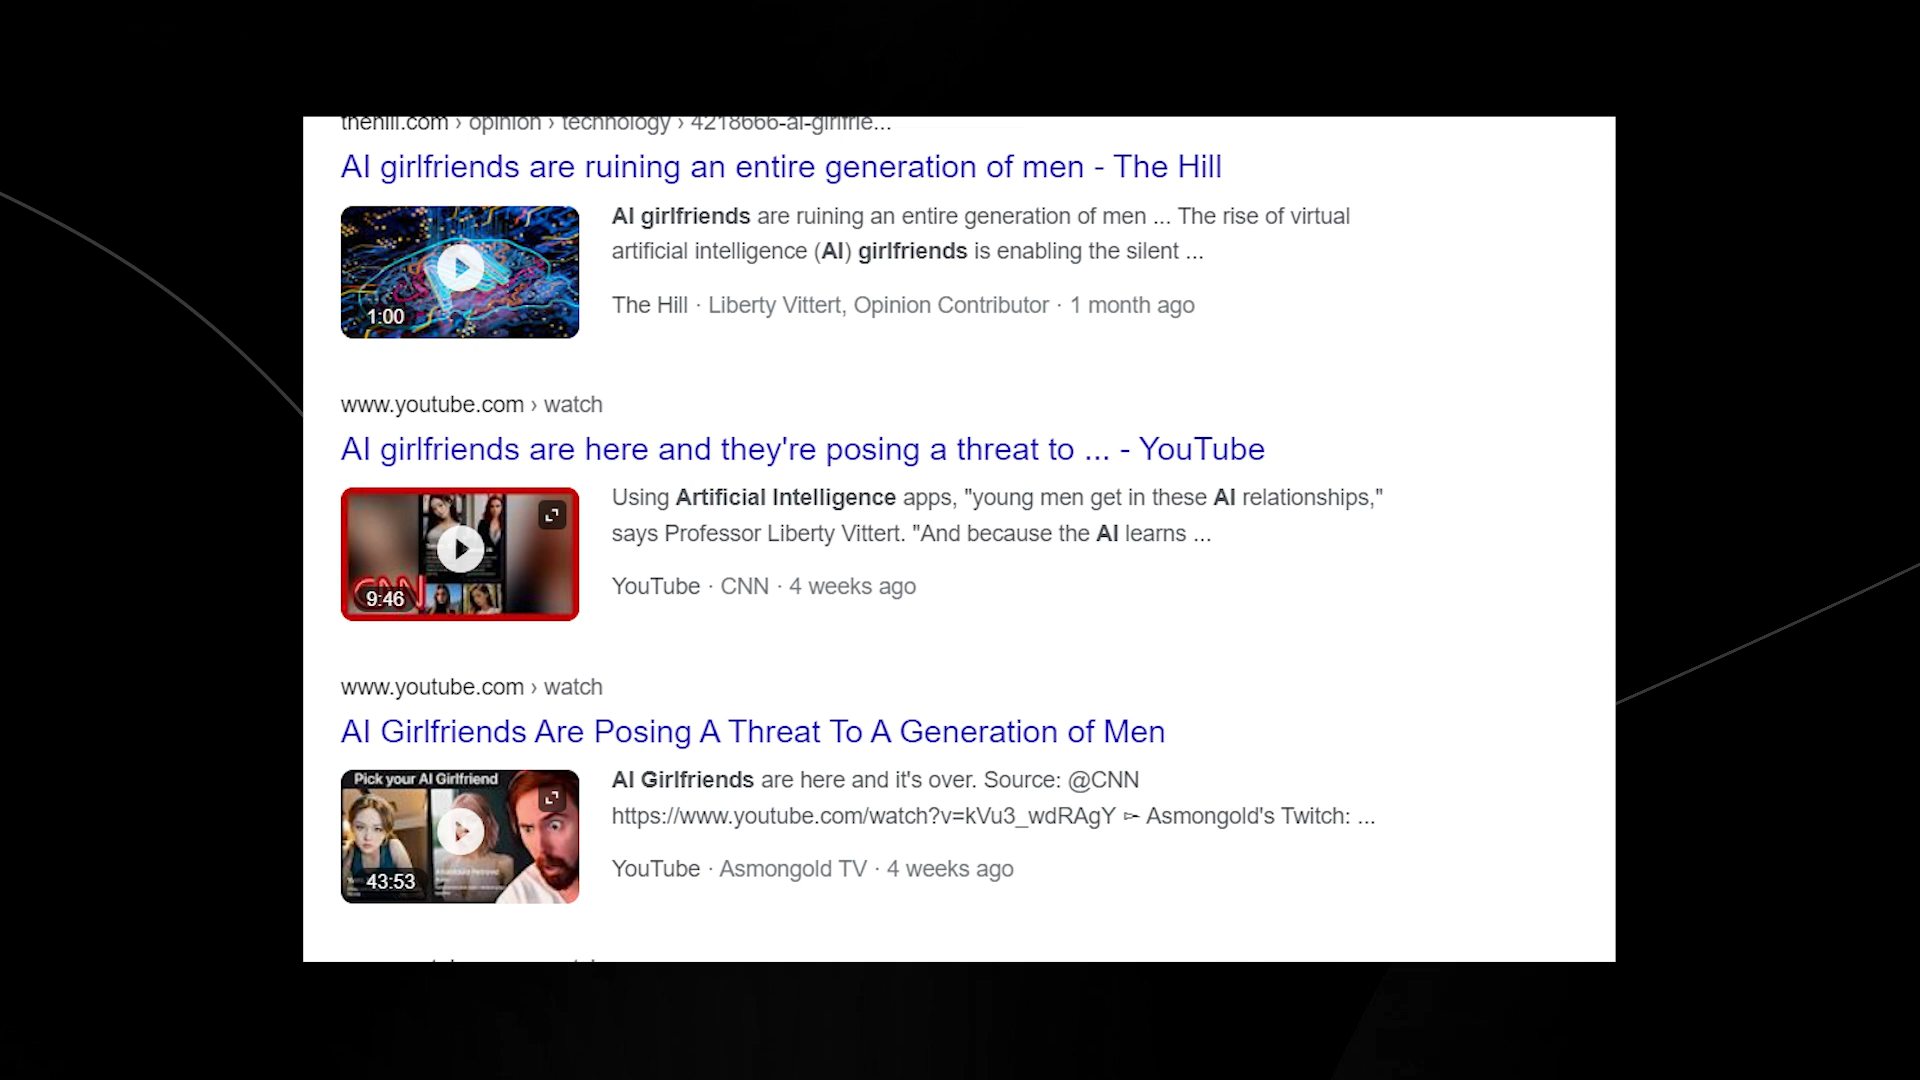 thehill.com › opinion › technology › 4218666-ai-girlfrie...
AI girlfriends are ruining an entire generation of men - The Hill
AI girlfriends are ruining an entire generation of men ... The rise of virtual
artificial intelligence (AI) girlfriends is enabling the silent ...
1:00
The Hill · Liberty Vittert, Opinion Contributor · 1 month ago
www.youtube.com › watch
AI girlfriends are here and they're posing a threat to ... - YouTube
Using Artificial Intelligence apps, "young men get in these AI relationships,"
says Professor Liberty Vittert. "And because the AI learns ...
CNN
9:46
YouTube · CNN · 4 weeks ago
www.youtube.com › watch
AI Girlfriends Are Posing A Threat To A Generation of Men
Pick your AI Girlfriend
AI Girlfriends are here and it's over. Source: @CNN
https://www.youtube.com/watch?v=kVu3_wdRAgY ➻ Asmongold's Twitch: ...
43:53
YouTube · Asmongold TV · 4 weeks ago